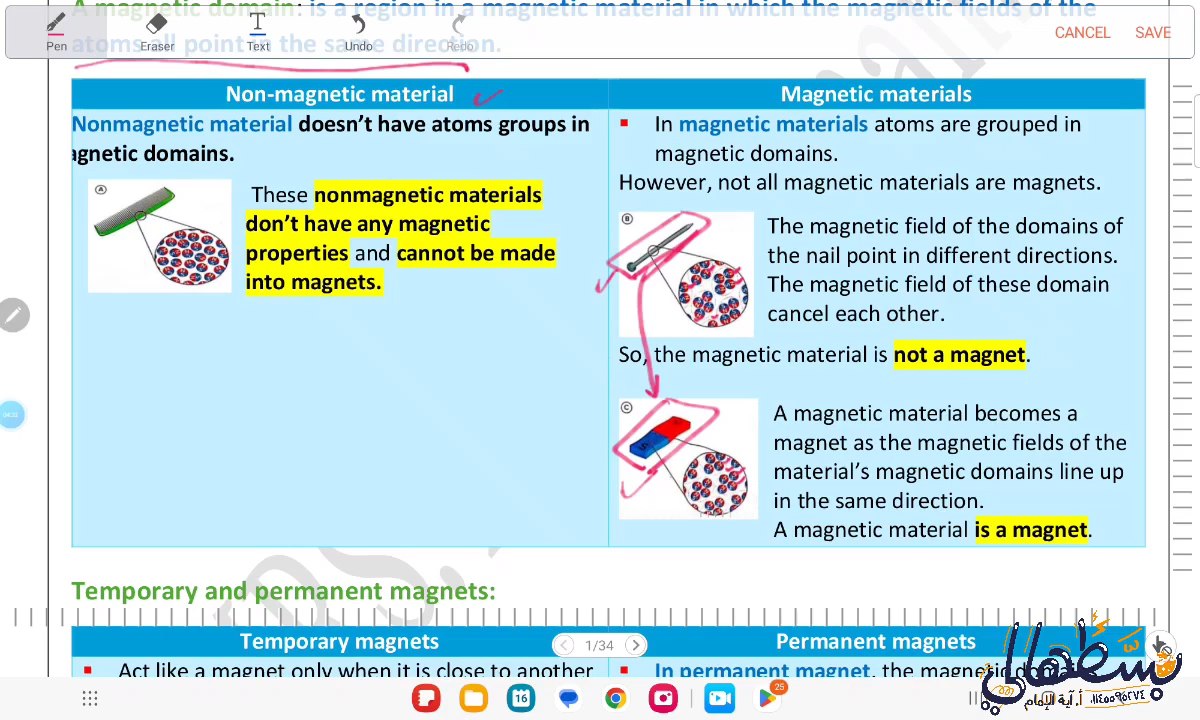 A magnetic domain: is a region in a magnetic material in which the magnetic fields of the
atoms all point in the same direction.
Pen
Eraser
Text
Undo
Redo
CANCEL
SAVE
Non-magnetic material
Magnetic materials
Nonmagnetic material doesn't have atoms groups in
agnetic domains.
A
These nonmagnetic materials
don't have any magnetic
properties and cannot be made
into magnets.
In magnetic materials atoms are grouped in
magnetic domains.
However, not all magnetic materials are magnets.
B
The magnetic field of the domains of
the nail point in different directions.
The magnetic field of these domain
cancel each other.
So, the magnetic material is not a magnet.
C
A magnetic material becomes a
magnet as the magnetic fields of the
material's magnetic domains line up
in the same direction.
A magnetic material is a magnet.
Temporary and permanent magnets:
Temporary magnets
Permanent magnets
1/34
Act like a magnet only when it is close to another
In permanent magnet, the magnetic
16
25
أ. آية الإمام